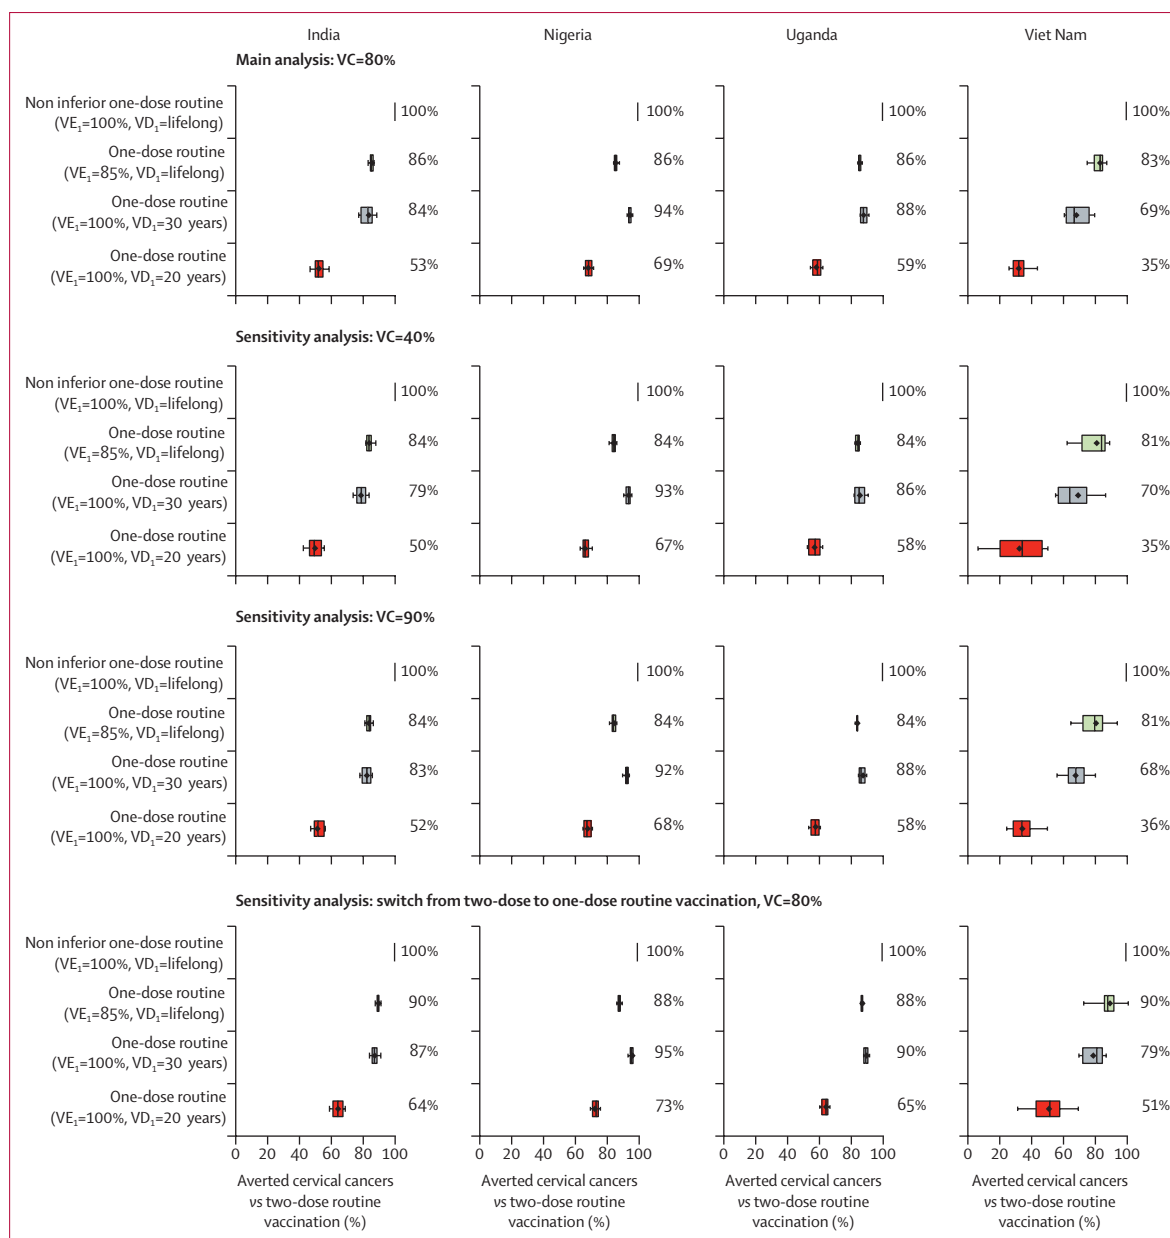 India Nigeria Uganda Viet Nam
Main analysis: VC=80%
Non inferior one-dose routine
(VE₁=100%, VD₁=lifelong)
100% 100% 100% 100%
One-dose routine
(VE₁=85%, VD₁=lifelong)
86% 86% 86% 83%
One-dose routine
(VE₁=100%, VD₁=30 years)
84% 94% 88% 69%
One-dose routine
(VE₁=100%, VD₁=20 years)
53% 69% 59% 35%
Sensitivity analysis: VC=40%
Non inferior one-dose routine
(VE₁=100%, VD₁=lifelong)
100% 100% 100% 100%
One-dose routine
(VE₁=85%, VD₁=lifelong)
84% 84% 84% 81%
One-dose routine
(VE₁=100%, VD₁=30 years)
79% 93% 86% 70%
One-dose routine
(VE₁=100%, VD₁=20 years)
50% 67% 58% 35%
Sensitivity analysis: VC=90%
Non inferior one-dose routine
(VE₁=100%, VD₁=lifelong)
100% 100% 100% 100%
One-dose routine
(VE₁=85%, VD₁=lifelong)
84% 84% 84% 81%
One-dose routine
(VE₁=100%, VD₁=30 years)
83% 92% 88% 68%
One-dose routine
(VE₁=100%, VD₁=20 years)
52% 68% 58% 36%
Sensitivity analysis: switch from two-dose to one-dose routine vaccination, VC=80%
Non inferior one-dose routine
(VE₁=100%, VD₁=lifelong)
100% 100% 100% 100%
One-dose routine
(VE₁=85%, VD₁=lifelong)
90% 88% 88% 90%
One-dose routine
(VE₁=100%, VD₁=30 years)
87% 95% 90% 79%
One-dose routine
(VE₁=100%, VD₁=20 years)
64% 73% 65% 51%
0 20 40 60 80 100 0 20 40 60 80 100 0 20 40 60 80 100 0 20 40 60 80 100
Averted cervical cancers
vs two-dose routine
vaccination (%)
Averted cervical cancers
vs two-dose routine
vaccination (%)
Averted cervical cancers
vs two-dose routine
vaccination (%)
Averted cervical cancers
vs two-dose routine
vaccination (%)